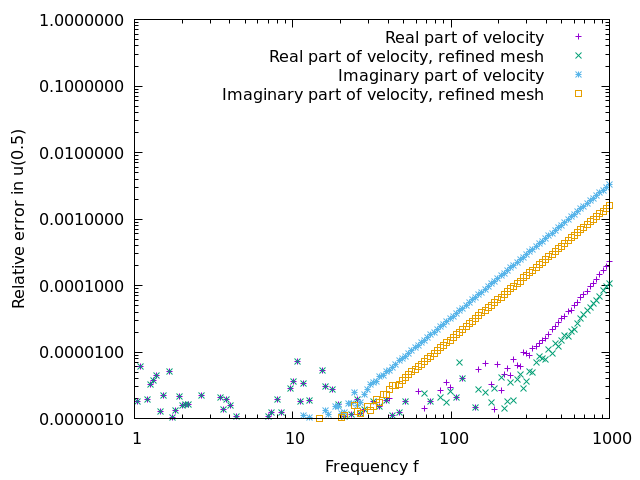 1.0000000
0.1000000
0.0100000
0.0010000
0.0001000
0.0000100
0.0000010
Relative error in u(0.5)
Real part of velocity
Real part of velocity, refined mesh
Imaginary part of velocity
Imaginary part of velocity, refined mesh
1 10 100 1000
Frequency f